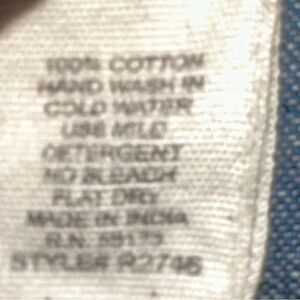 100% COTTON
HAND WASH IN
COLD WATER
USE MILD
DETERGENT
NO BLEACH
FLAT DRY
MADE IN INDIA
R.N.
STYLE# R2746